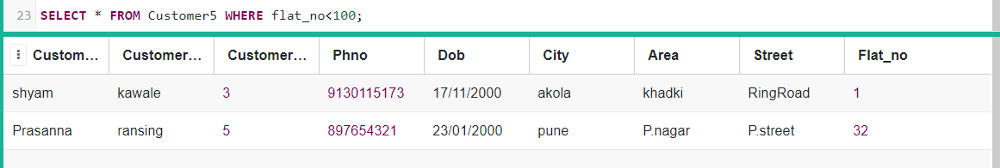 23 SELECT * FROM Customer5 WHERE flat_no<100;
Custom... Customer... Customer... Phno Dob City Area Street Flat_no
shyam kawale 3 9130115173 17/11/2000 akola khadki RingRoad 1
Prasanna ransing 5 897654321 23/01/2000 pune P.nagar P.street 32